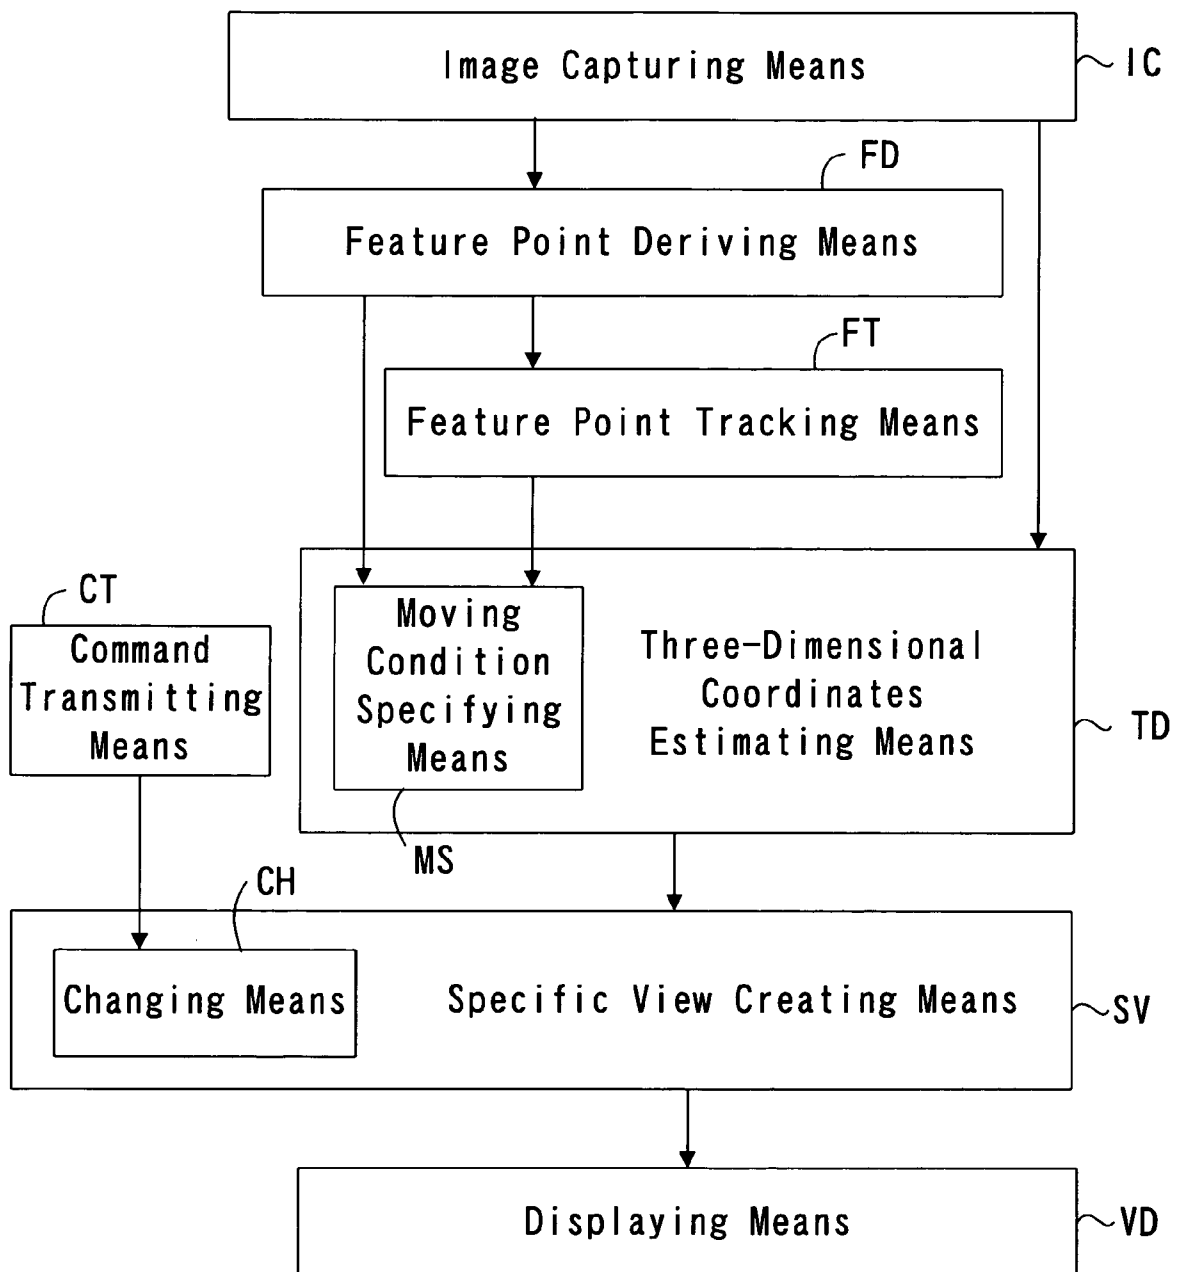 Image Capturing Means
IC
FD
Feature Point Deriving Means
FT
Feature Point Tracking Means
CT
Command
Transmitting
Means
Moving
Condition
Specifying
Means
Three-Dimensional
Coordinates
Estimating Means
TD
MS
CH
Changing Means
Specific View Creating Means
SV
Displaying Means
VD